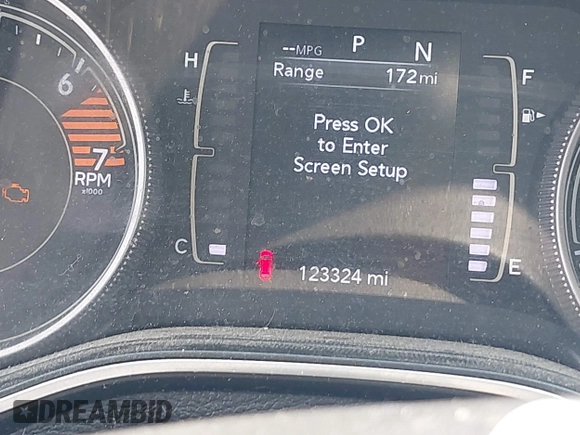 --MPG P N
H F
Range 172mi
6
Press OK
to Enter
Screen Setup
7
RPM
x1000
C E
123324 mi
DREAMBID